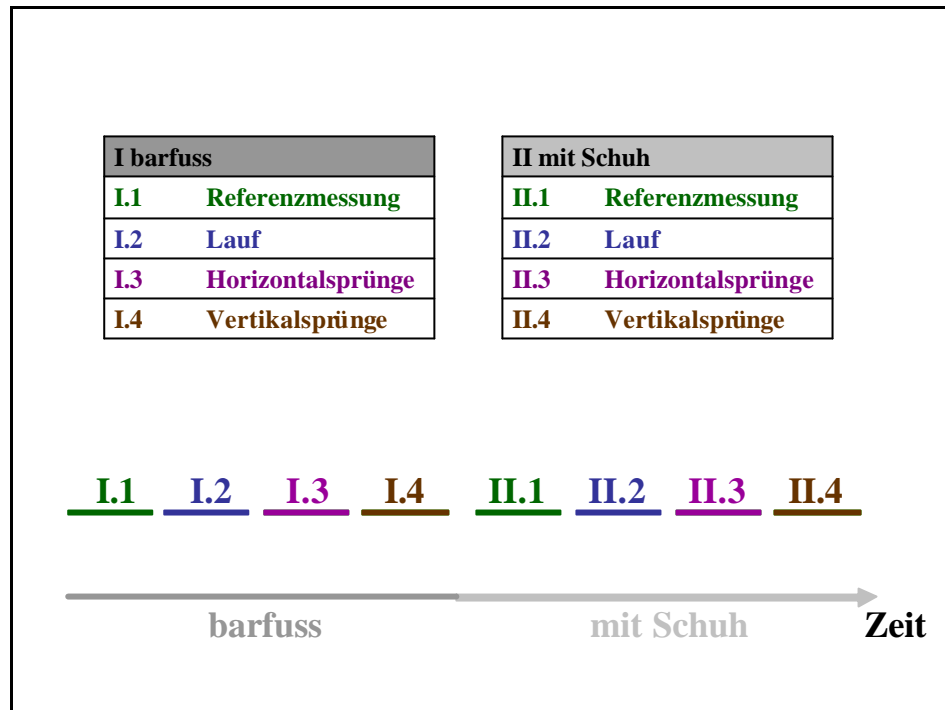 I barfuss
I.1 Referenzmessung
I.2 Lauf
I.3 Horizontalsprünge
I.4 Vertikalsprünge
II mit Schuh
II.1 Referenzmessung
II.2 Lauf
II.3 Horizontalsprünge
II.4 Vertikalsprünge
I.1 I.2 I.3 I.4 II.1 II.2 II.3 II.4
barfuss mit Schuh Zeit